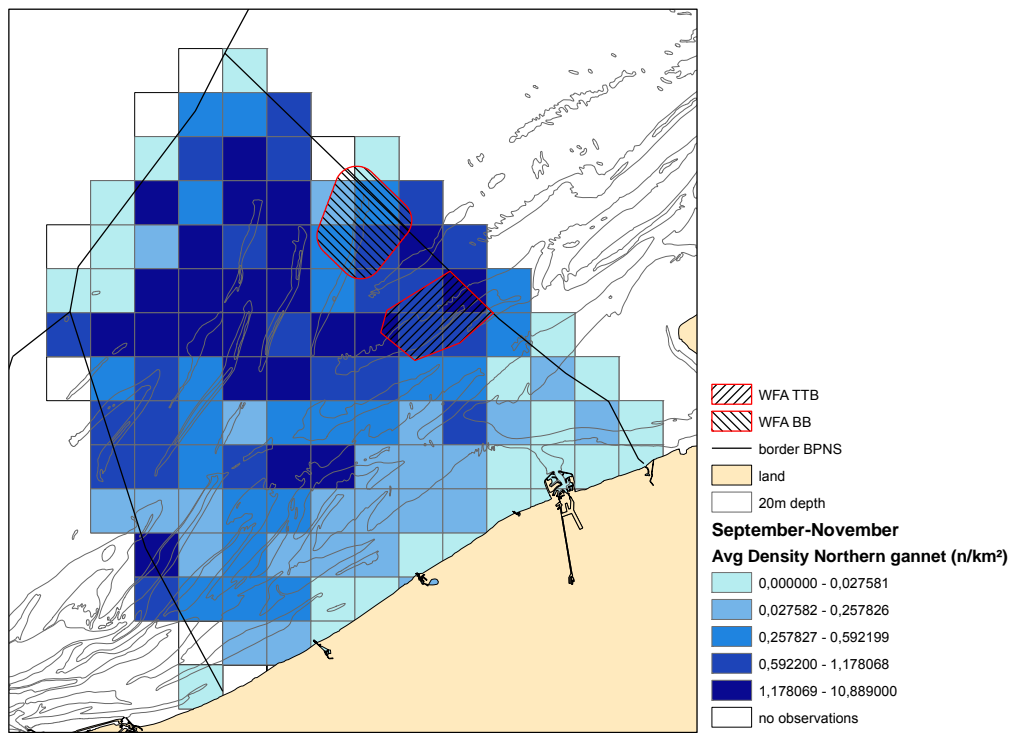 WFA TTB
WFA BB
border BPNS
land
20m depth
September-November
Avg Density Northern gannet (n/km²)
0,000000 - 0,027581
0,027582 - 0,257826
0,257827 - 0,592199
0,592200 - 1,178068
1,178069 - 10,889000
no observations